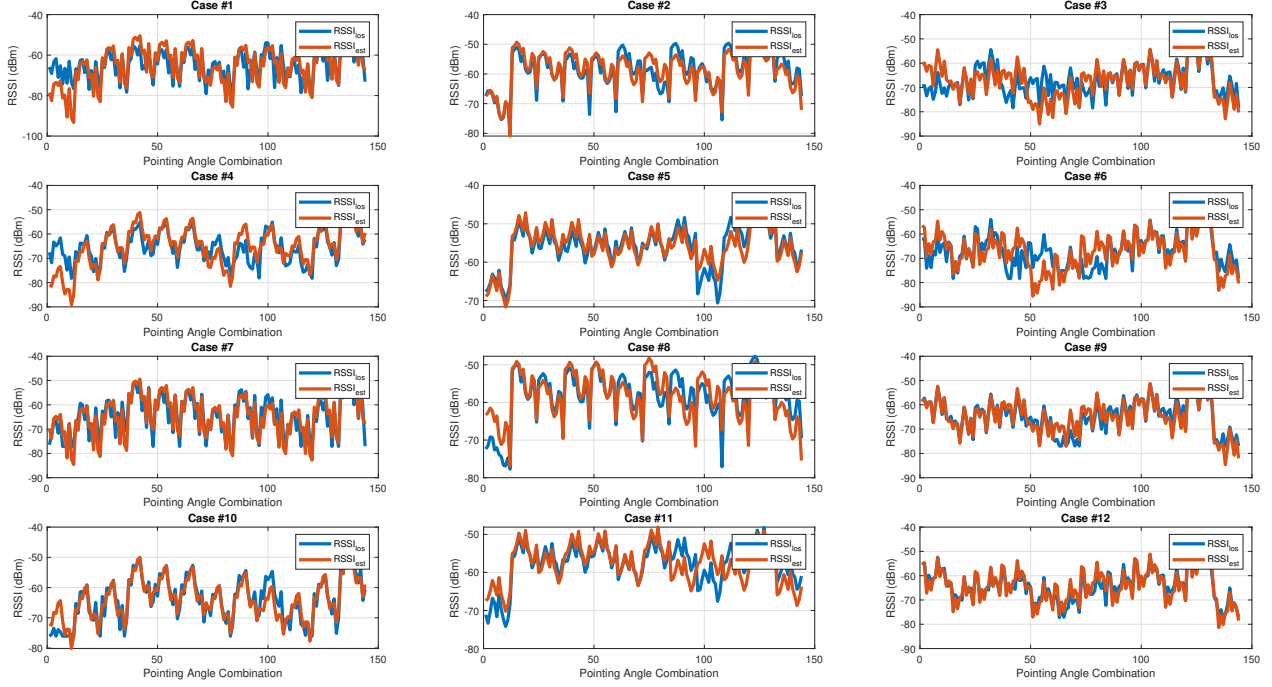 Case #1
-40
-60
-80
-100
RSSI (dBm)
0
50
100
150
Pointing Angle Combination
RSSI_los
RSSI_est
Case #2
-40
-50
-60
-70
-80
RSSI (dBm)
0
50
100
150
Pointing Angle Combination
RSSI_los
RSSI_est
Case #3
-40
-50
-60
-70
-80
-90
RSSI (dBm)
0
50
100
150
Pointing Angle Combination
RSSI_los
RSSI_est
Case #4
-40
-50
-60
-70
-80
-90
RSSI (dBm)
0
50
100
150
Pointing Angle Combination
RSSI_los
RSSI_est
Case #5
-40
-50
-60
-70
RSSI (dBm)
0
50
100
150
Pointing Angle Combination
RSSI_los
RSSI_est
Case #6
-40
-50
-60
-70
-80
-90
RSSI (dBm)
0
50
100
150
Pointing Angle Combination
RSSI_los
RSSI_est
Case #7
-40
-50
-60
-70
-80
-90
RSSI (dBm)
0
50
100
150
Pointing Angle Combination
RSSI_los
RSSI_est
Case #8
-50
-60
-70
-80
RSSI (dBm)
0
50
100
150
Pointing Angle Combination
RSSI_los
RSSI_est
Case #9
-40
-50
-60
-70
-80
-90
RSSI (dBm)
0
50
100
150
Pointing Angle Combination
RSSI_los
RSSI_est
Case #10
-40
-50
-60
-70
-80
RSSI (dBm)
0
50
100
150
Pointing Angle Combination
RSSI_los
RSSI_est
Case #11
-50
-60
-70
-80
RSSI (dBm)
0
50
100
150
Pointing Angle Combination
RSSI_los
RSSI_est
Case #12
-40
-50
-60
-70
-80
-90
RSSI (dBm)
0
50
100
150
Pointing Angle Combination
RSSI_los
RSSI_est